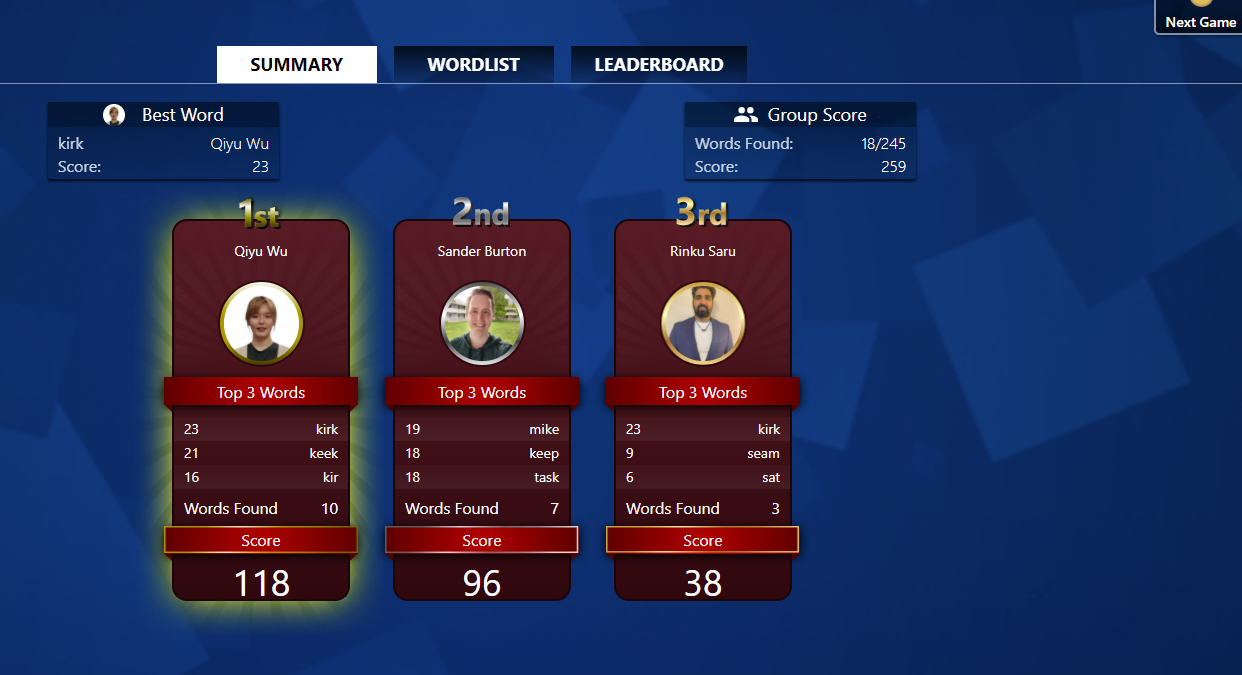 Next Game
SUMMARY WORDLIST LEADERBOARD
Best Word
kirk Qiyu Wu
Score: 23
Group Score
Words Found: 18/245
Score: 259
1st
Qiyu Wu
Top 3 Words
23 kirk
21 keek
16 kir
Words Found 10
Score
118
2nd
Sander Burton
Top 3 Words
19 mike
18 keep
18 task
Words Found 7
Score
96
3rd
Rinku Saru
Top 3 Words
23 kirk
9 seam
6 sat
Words Found 3
Score
38